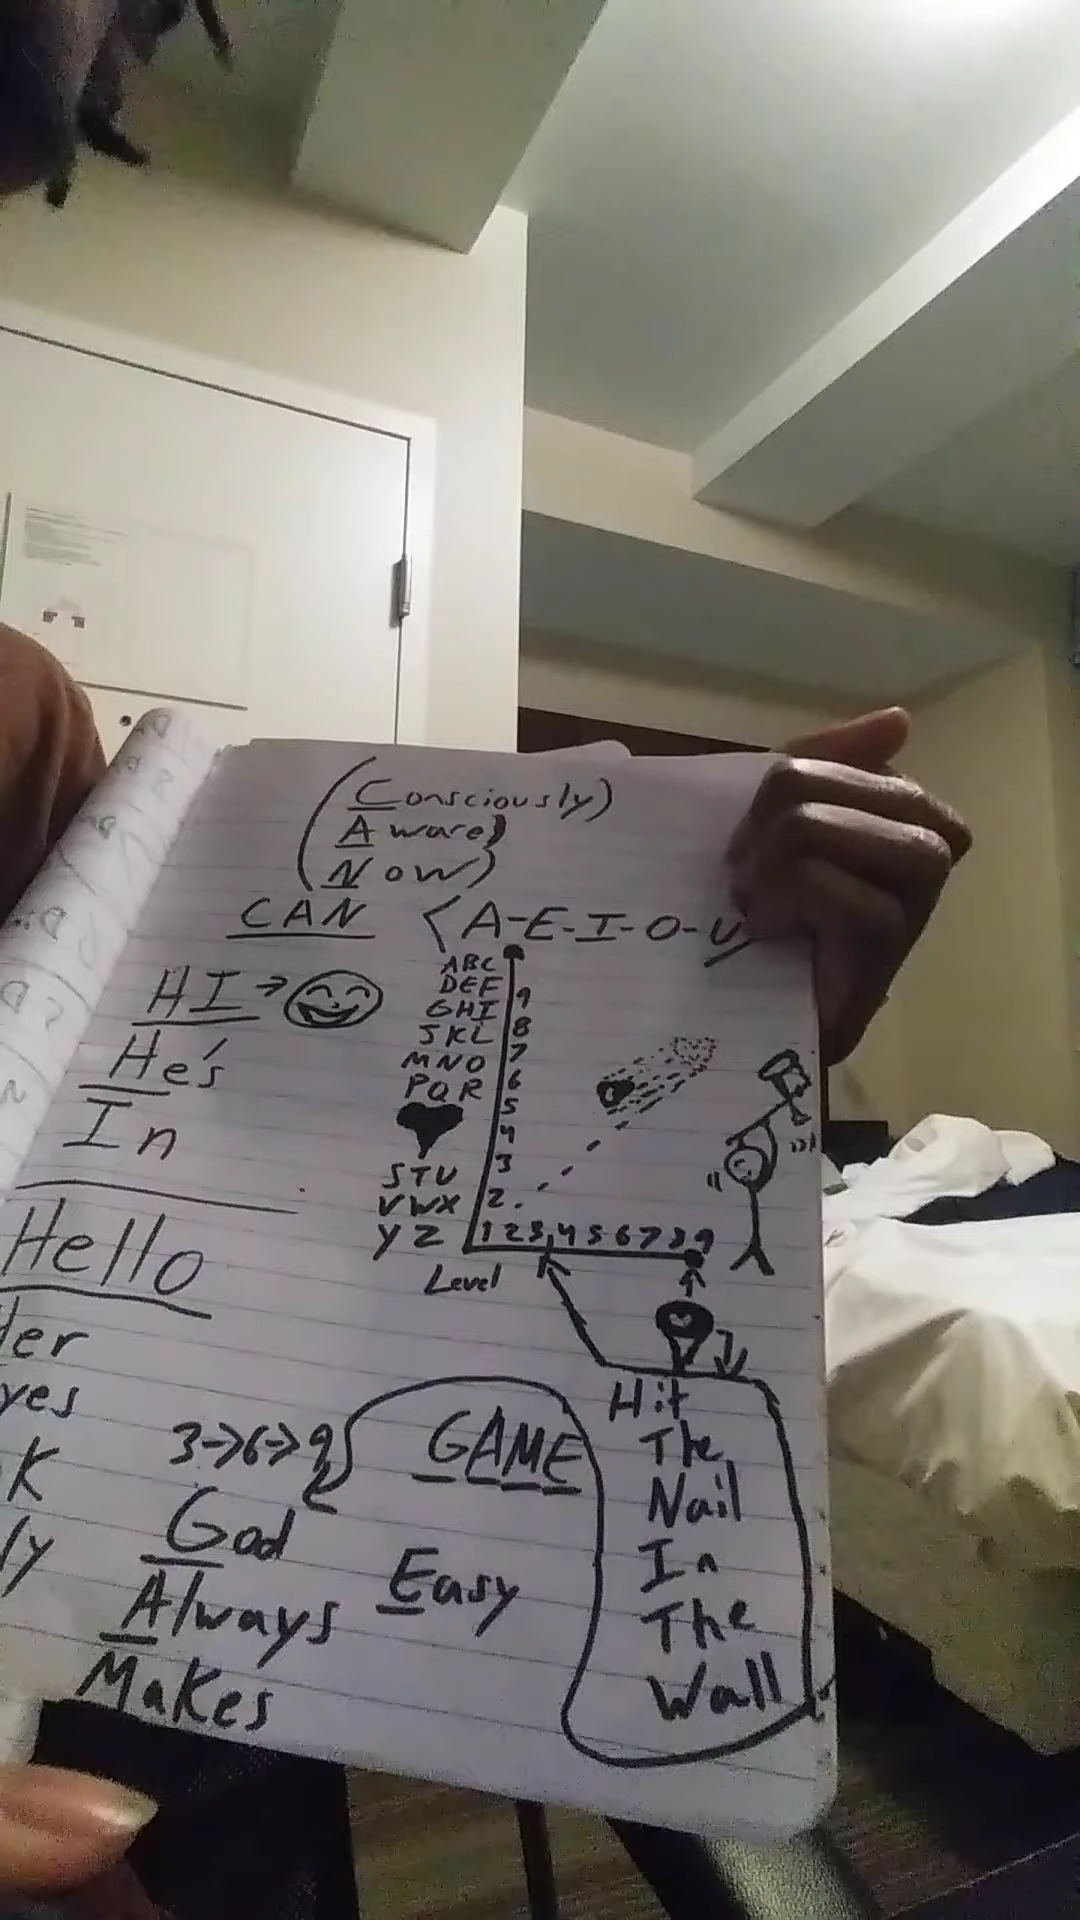 (Consciously)
Aware)
Now)
CAN <A-E-I-O-U
HI →
He's
In
ABC
DEF 9
GHI 8
JKL 7
MNO 6
PQR 5
4
STU 3
VWX 2
YZ 1 2 3 4 5 6 7 8 9
Level
Hello
yes
3→6→9
GAME
God
Always
Makes
Easy
Hit
The
Nail
In
The
Wall